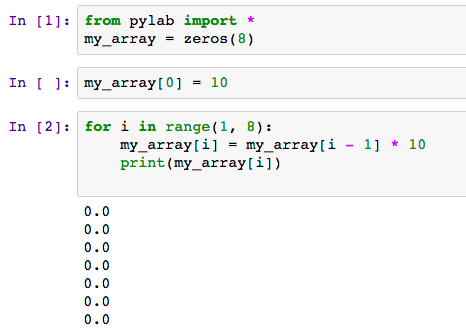 In [1]: from pylab import *
my_array = zeros(8)
In [ ]: my_array[0] = 10
In [2]: for i in range(1, 8):
    my_array[i] = my_array[i - 1] * 10
    print(my_array[i])
0.0
0.0
0.0
0.0
0.0
0.0
0.0